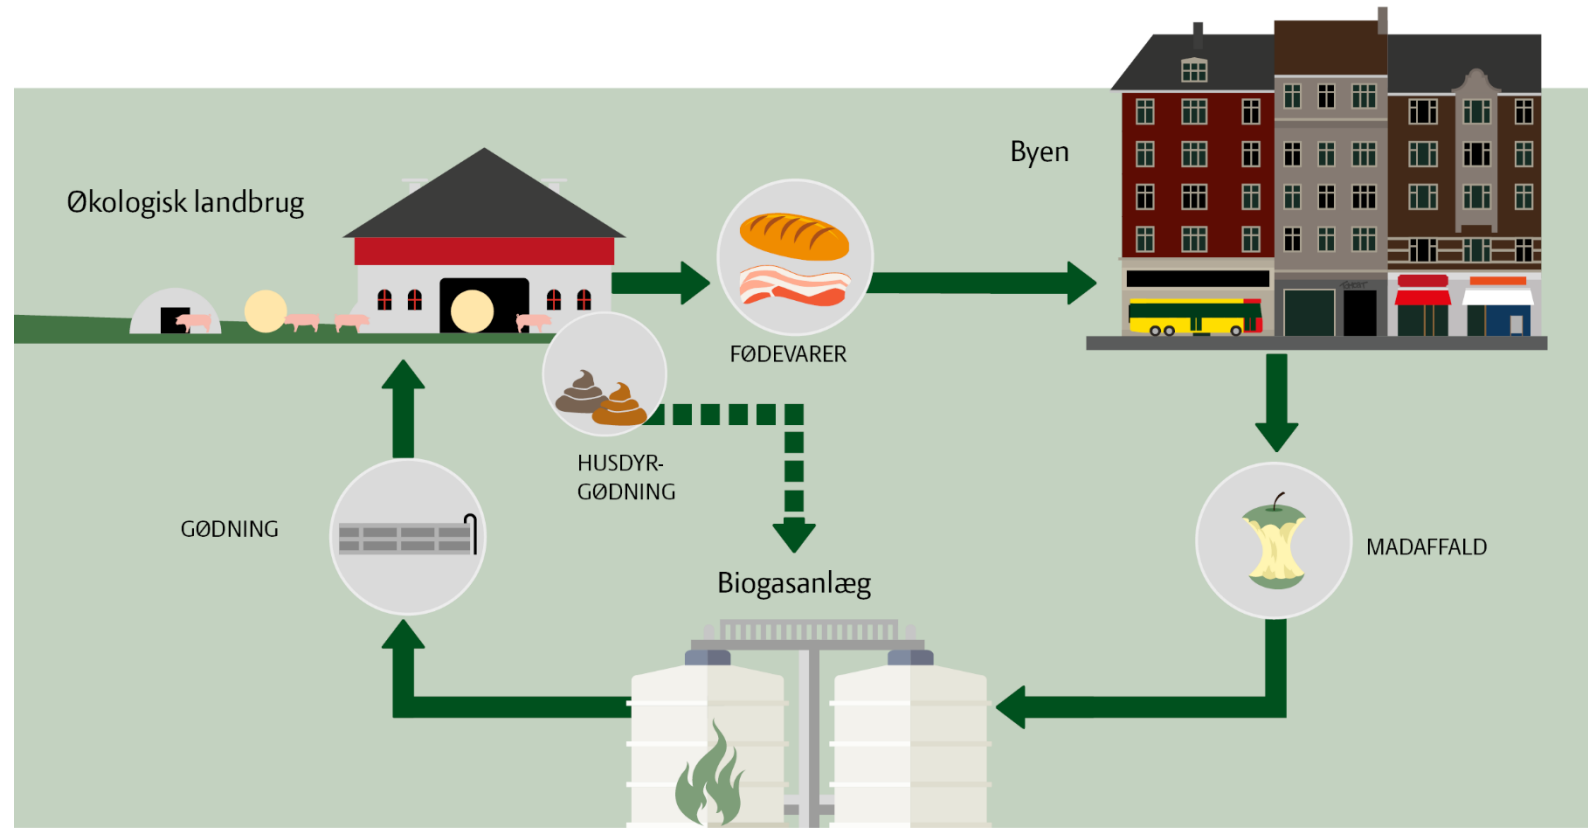 Byen
Økologisk landbrug
FØDEVARER
HUSDYR-
GØDNING
GØDNING
MADAFFALD
Biogasanlæg